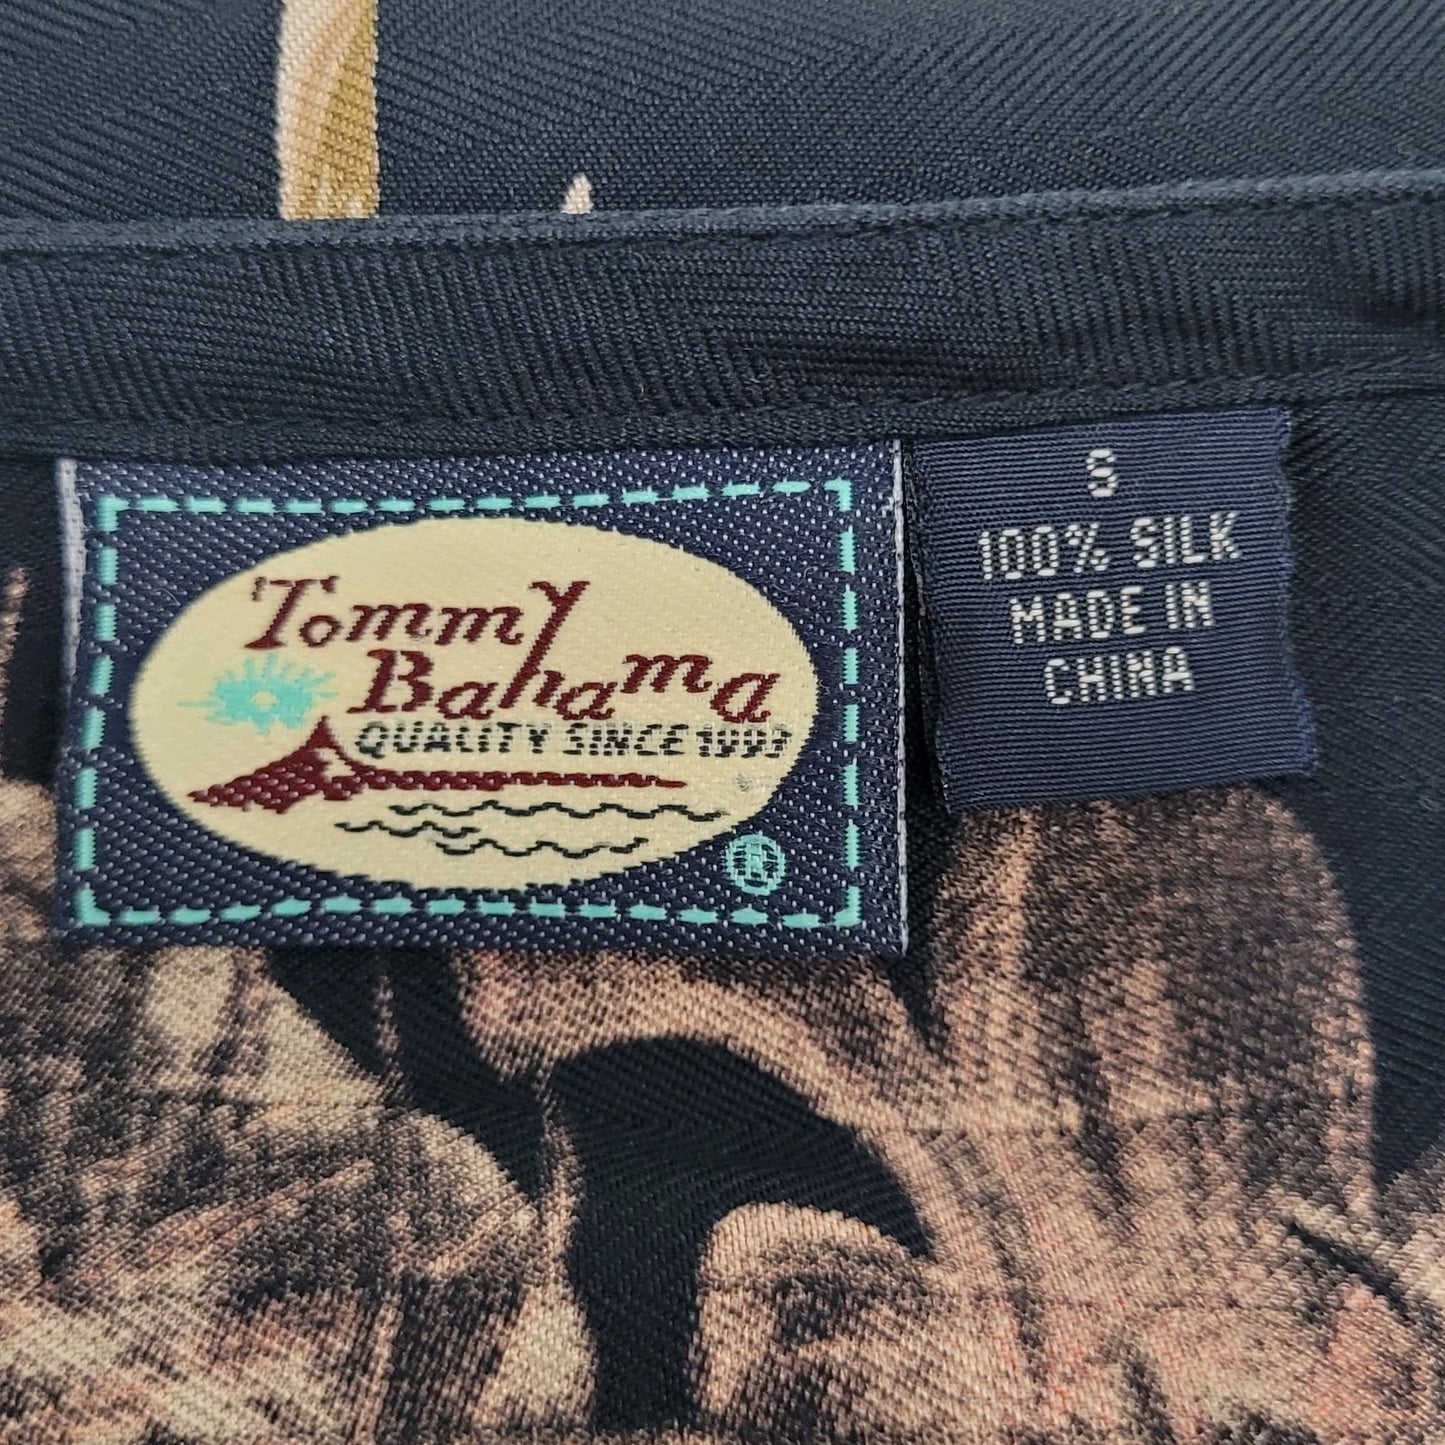 Tommy
Bahama
QUALITY SINCE 1993
®
S
100% SILK
MADE IN
CHINA